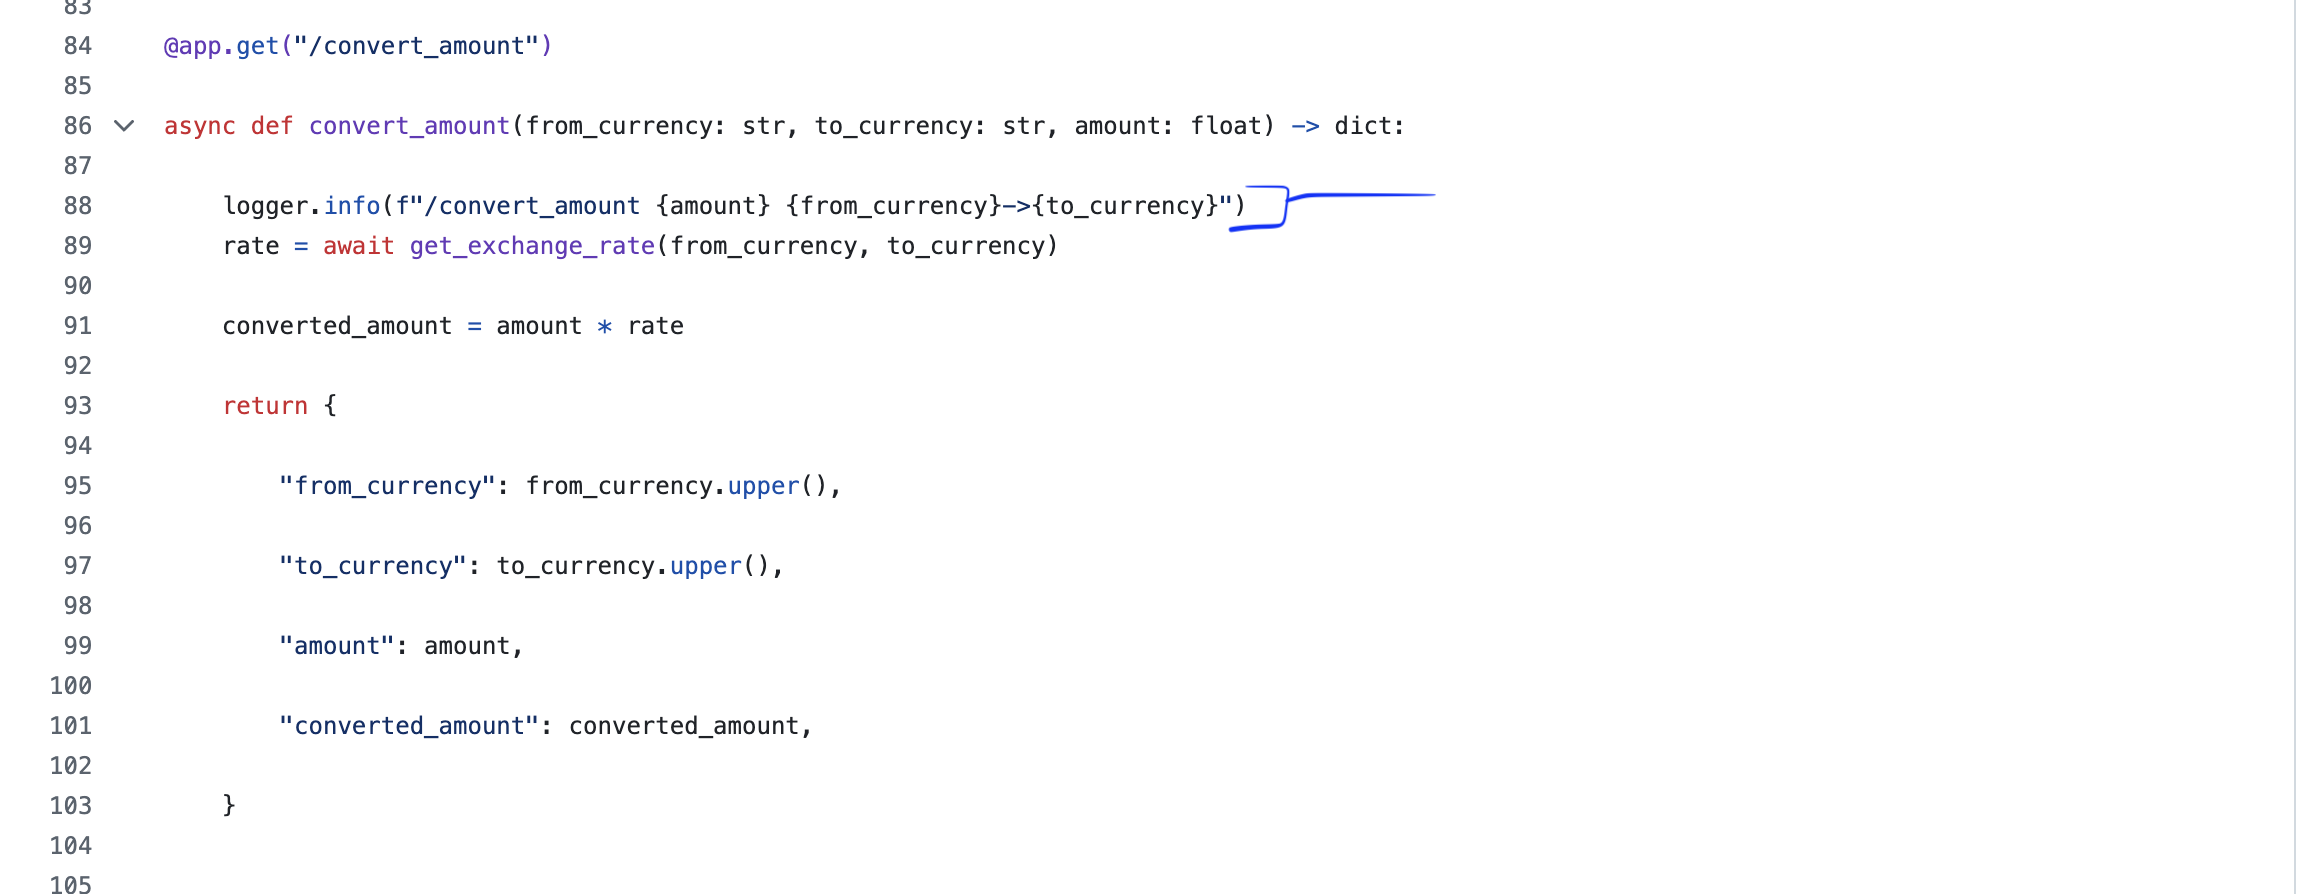 83
84 @app.get("/convert_amount")
85
86 async def convert_amount(from_currency: str, to_currency: str, amount: float) -> dict:
87
88 logger.info(f"/convert_amount {amount} {from_currency}->{to_currency}")
89 rate = await get_exchange_rate(from_currency, to_currency)
90
91 converted_amount = amount * rate
92
93 return {
94
95 "from_currency": from_currency.upper(),
96
97 "to_currency": to_currency.upper(),
98
99 "amount": amount,
100
101 "converted_amount": converted_amount,
102
103 }
104
105